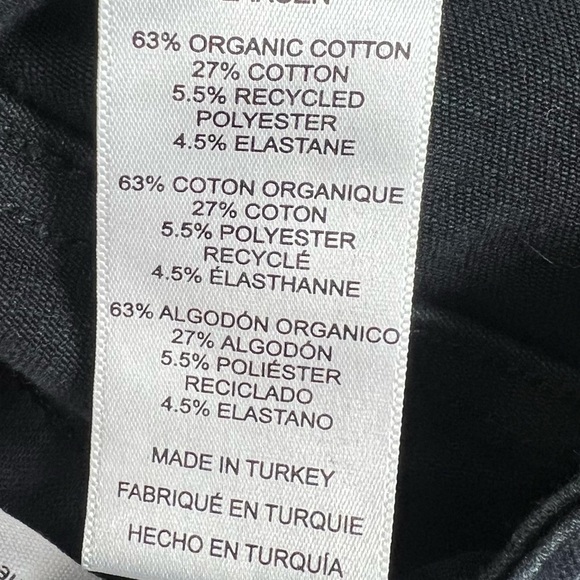 63% ORGANIC COTTON
27% COTTON
5.5% RECYCLED
POLYESTER
4.5% ELASTANE
63% COTON ORGANIQUE
27% COTON
5.5% POLYESTER
RECYCLÉ
4.5% ÉLASTHANNE
63% ALGODÓN ORGANICO
27% ALGODÓN
5.5% POLIÉSTER
RECICLADO
4.5% ELASTANO
MADE IN TURKEY
FABRIQUÉ EN TURQUIE
HECHO EN TURQUÍA